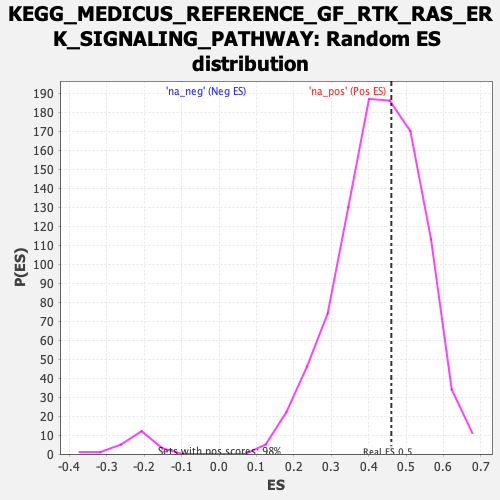 KEGG_MEDICUS_REFERENCE_GF_RTK_RAS_ER
K_SIGNALING_PATHWAY: Random ES
distribution
'na_neg' (Neg ES)
'na_pos' (Pos ES)
190
180
170
160
150
140
130
120
110
100
90
80
70
60
50
40
30
20
10
0
P(ES)
Sets with pos scores: 98%
Real ES 0.5
-0.4 -0.3 -0.2 -0.1 0.0 0.1 0.2 0.3 0.4 0.5 0.6 0.7
ES